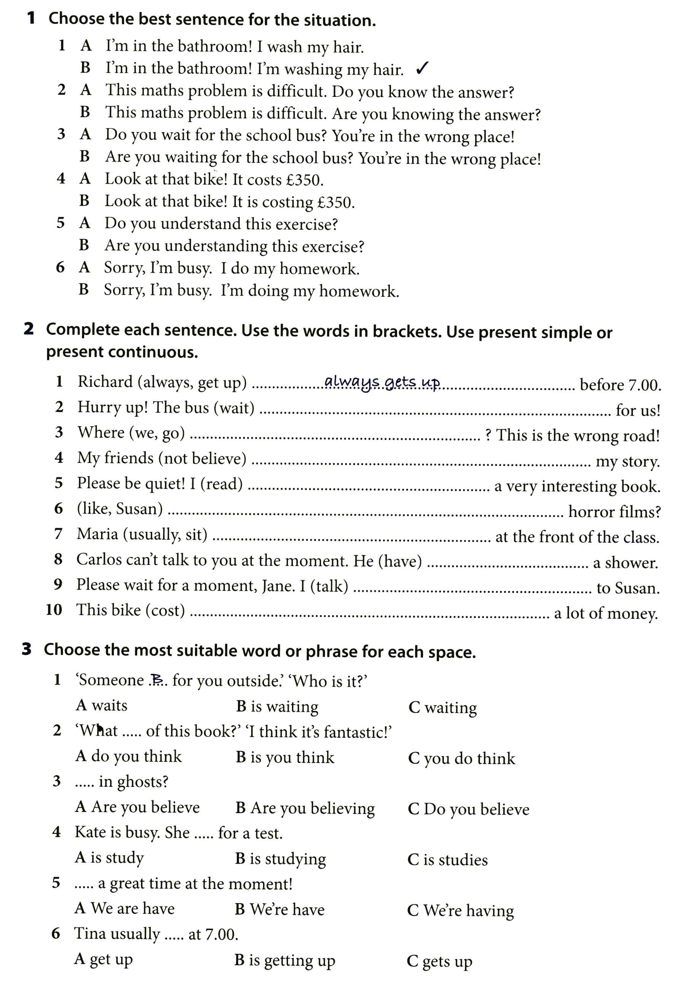 1 Choose the best sentence for the situation.
1 A I'm in the bathroom! I wash my hair.
B I'm in the bathroom! I'm washing my hair. ✓
2 A This maths problem is difficult. Do you know the answer?
B This maths problem is difficult. Are you knowing the answer?
3 A Do you wait for the school bus? You're in the wrong place!
B Are you waiting for the school bus? You're in the wrong place!
4 A Look at that bike! It costs £350.
B Look at that bike! It is costing £350.
5 A Do you understand this exercise?
B Are you understanding this exercise?
6 A Sorry, I'm busy. I do my homework.
B Sorry, I'm busy. I'm doing my homework.
2 Complete each sentence. Use the words in brackets. Use present simple or
present continuous.
1 Richard (always, get up) ........always gets up........ before 7.00.
2 Hurry up! The bus (wait) ........ for us!
3 Where (we, go) ........ ? This is the wrong road!
4 My friends (not believe) ........ my story.
5 Please be quiet! I (read) ........ a very interesting book.
6 (like, Susan) ........ horror films?
7 Maria (usually, sit) ........ at the front of the class.
8 Carlos can't talk to you at the moment. He (have) ........ a shower.
9 Please wait for a moment, Jane. I (talk) ........ to Susan.
10 This bike (cost) ........ a lot of money.
3 Choose the most suitable word or phrase for each space.
1 'Someone ..B.. for you outside.' 'Who is it?'
A waits B is waiting C waiting
2 'What ..... of this book?' 'I think it's fantastic!'
A do you think B is you think C you do think
3 ..... in ghosts?
A Are you believe B Are you believing C Do you believe
4 Kate is busy. She ..... for a test.
A is study B is studying C is studies
5 ..... a great time at the moment!
A We are have B We're have C We're having
6 Tina usually ..... at 7.00.
A get up B is getting up C gets up